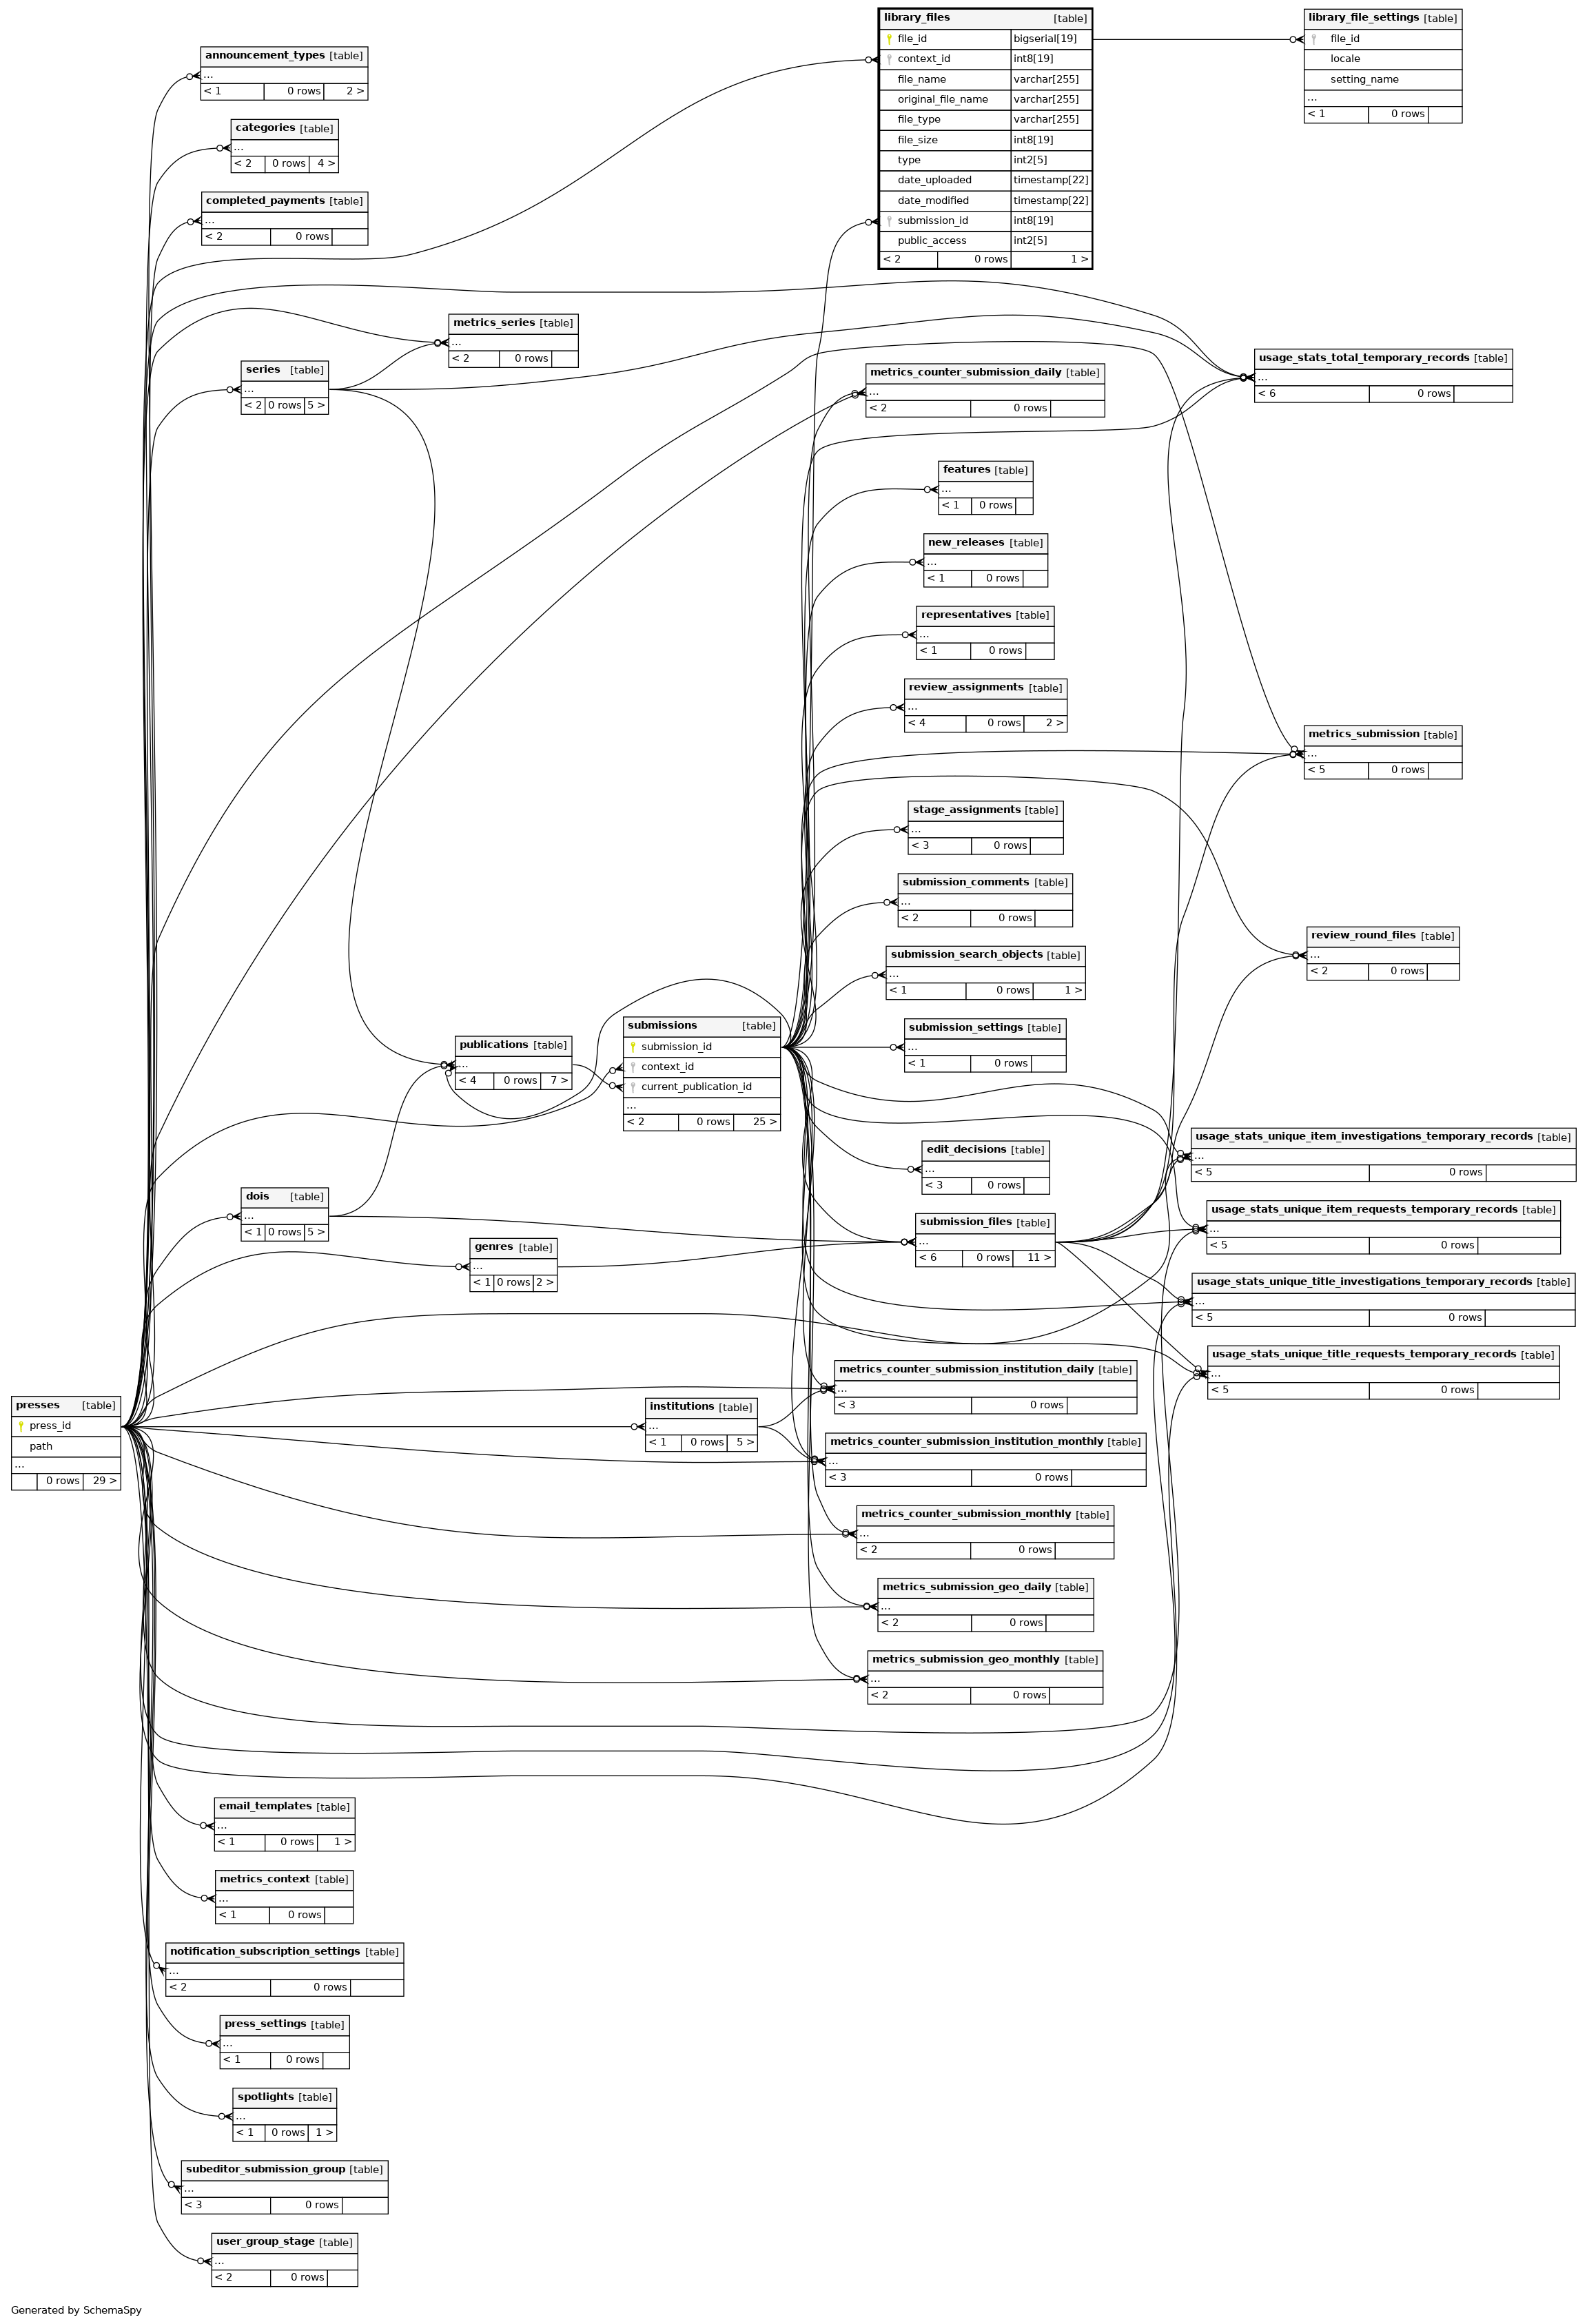 library_files [table]
file_id bigserial[19]
context_id int8[19]
file_name varchar[255]
original_file_name varchar[255]
file_type varchar[255]
file_size int8[19]
type int2[5]
date_uploaded timestamp[22]
date_modified timestamp[22]
submission_id int8[19]
public_access int2[5]
< 2 0 rows 1 >
library_file_settings [table]
file_id
locale
setting_name
...
< 1 0 rows
announcement_types [table]
...
< 1 0 rows 2 >
categories [table]
...
< 2 0 rows 4 >
completed_payments [table]
...
< 2 0 rows
metrics_series [table]
...
< 2 0 rows
series [table]
...
< 2 0 rows 5 >
usage_stats_total_temporary_records [table]
...
< 6 0 rows
metrics_counter_submission_daily [table]
...
< 2 0 rows
features [table]
...
< 1 0 rows
new_releases [table]
...
< 1 0 rows
representatives [table]
...
< 1 0 rows
review_assignments [table]
...
< 4 0 rows 2 >
metrics_submission [table]
...
< 5 0 rows
stage_assignments [table]
...
< 3 0 rows
submission_comments [table]
...
< 2 0 rows
review_round_files [table]
...
< 2 0 rows
submission_search_objects [table]
...
< 1 0 rows 1 >
submissions [table]
submission_id
context_id
current_publication_id
...
< 2 0 rows 25 >
submission_settings [table]
...
< 1 0 rows
publications [table]
...
< 4 0 rows 7 >
usage_stats_unique_item_investigations_temporary_records [table]
...
< 5 0 rows
edit_decisions [table]
...
< 3 0 rows
dois [table]
...
< 1 0 rows 5 >
usage_stats_unique_item_requests_temporary_records [table]
...
< 5 0 rows
submission_files [table]
...
< 6 0 rows 11 >
genres [table]
...
< 1 0 rows 2 >
usage_stats_unique_title_investigations_temporary_records [table]
...
< 5 0 rows
usage_stats_unique_title_requests_temporary_records [table]
...
< 5 0 rows
metrics_counter_submission_institution_daily [table]
...
< 3 0 rows
presses [table]
press_id
path
...
0 rows 29 >
institutions [table]
...
< 1 0 rows 5 >
metrics_counter_submission_institution_monthly [table]
...
< 3 0 rows
metrics_counter_submission_monthly [table]
...
< 2 0 rows
metrics_submission_geo_daily [table]
...
< 2 0 rows
metrics_submission_geo_monthly [table]
...
< 2 0 rows
email_templates [table]
...
< 1 0 rows 1 >
metrics_context [table]
...
< 1 0 rows
notification_subscription_settings [table]
...
< 2 0 rows
press_settings [table]
...
< 1 0 rows
spotlights [table]
...
< 1 0 rows 1 >
subeditor_submission_group [table]
...
< 3 0 rows
user_group_stage [table]
...
< 2 0 rows
Generated by SchemaSpy